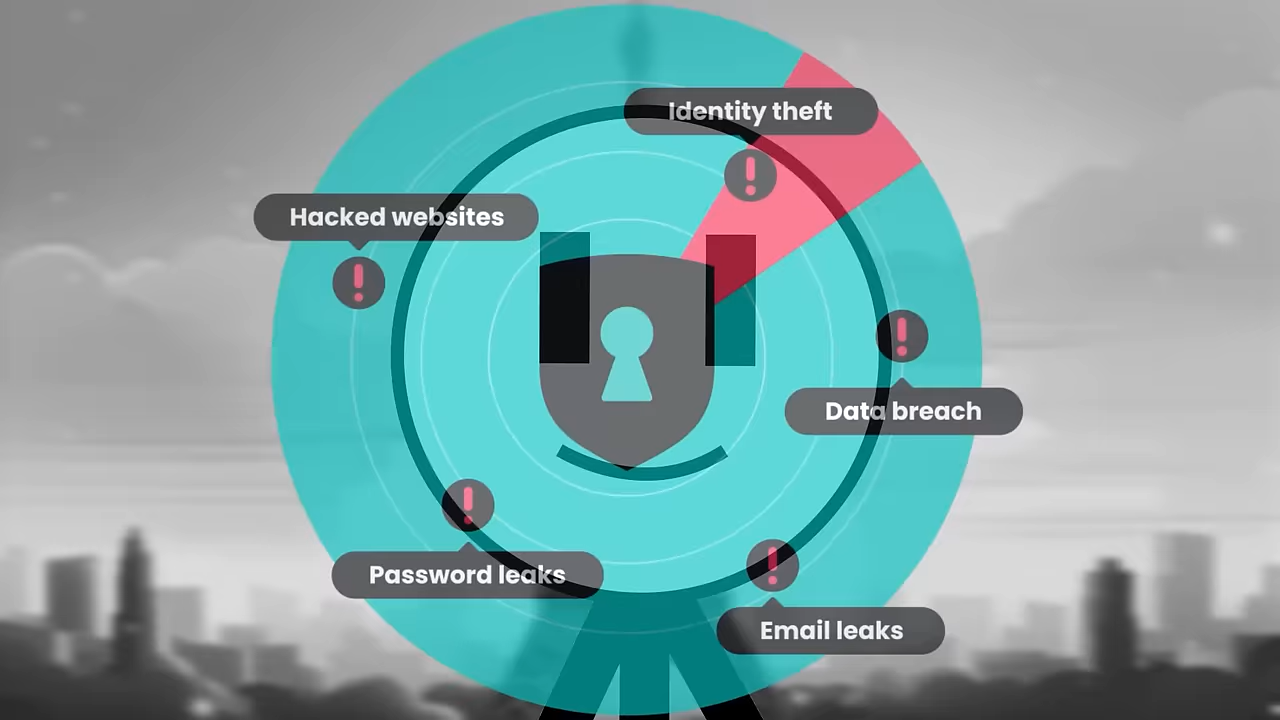 Identity theft
Hacked websites
Data breach
Password leaks
Email leaks